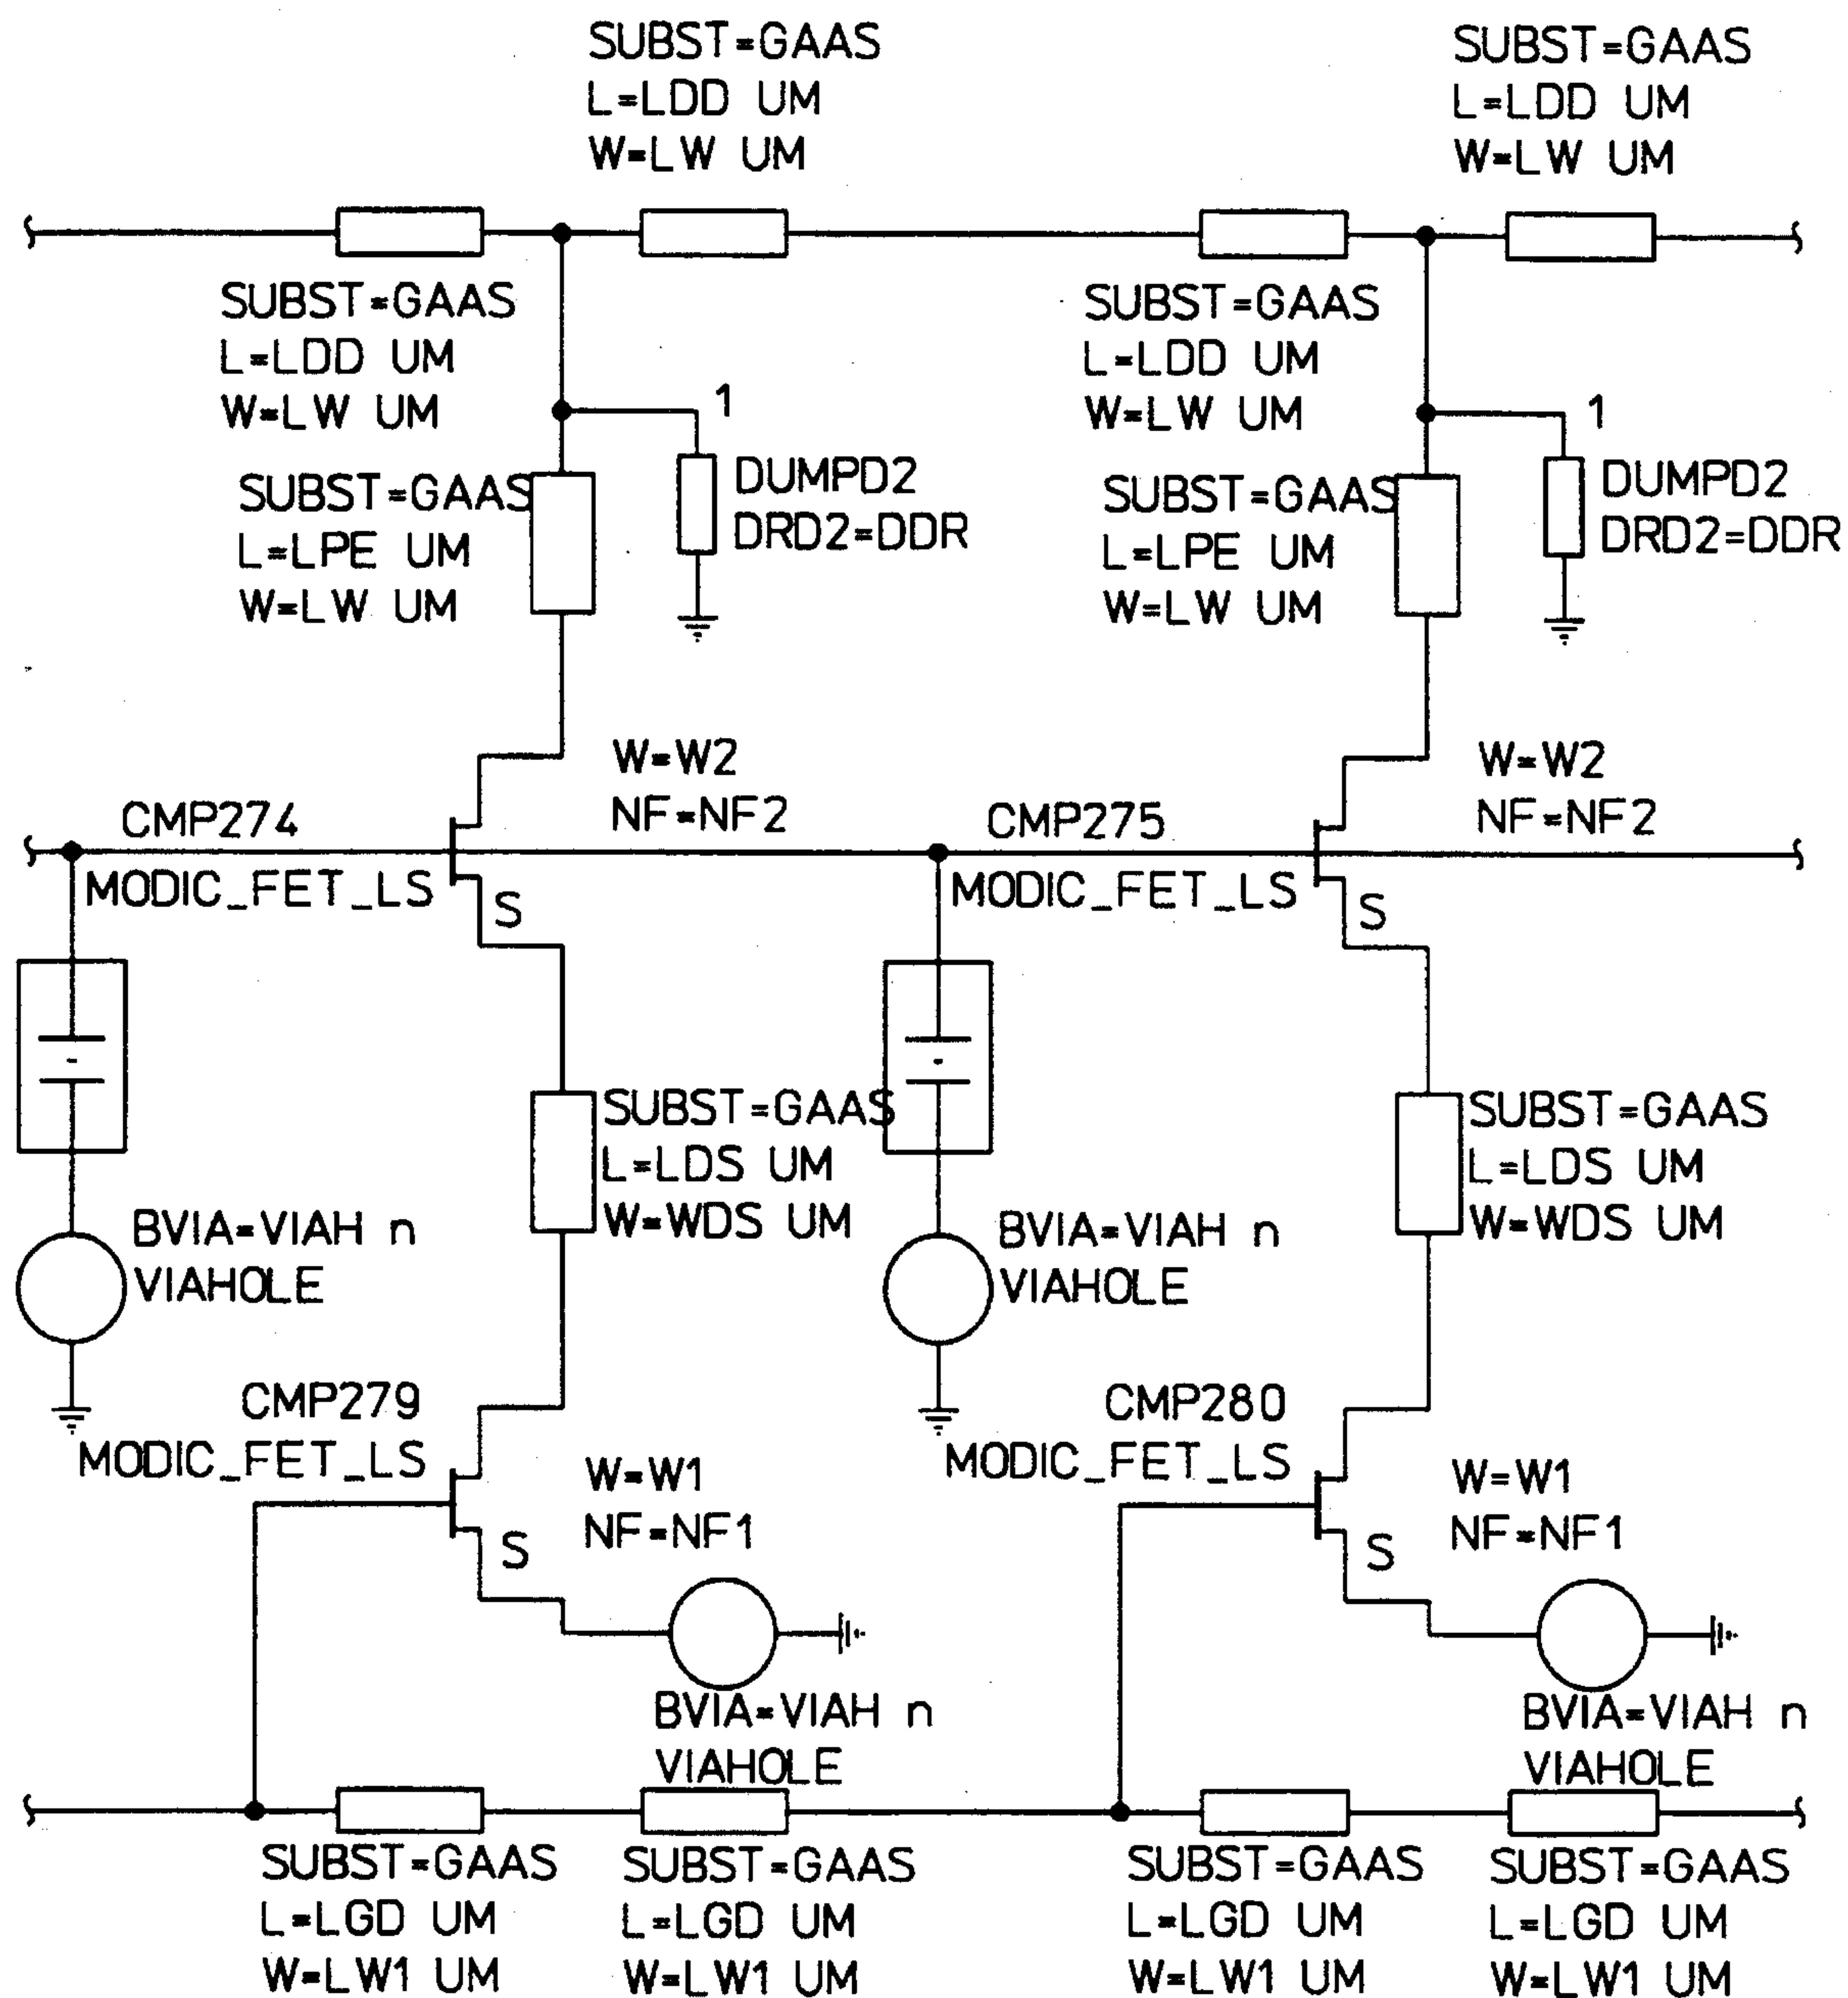 SUBST=GAAS
L=LDD UM
W=LW UM
SUBST=GAAS
L=LDD UM
W=LW UM
SUBST=GAAS
L=LDD UM
W=LW UM
SUBST=GAAS
L=LDD UM
W=LW UM
1
1
SUBST=GAAS
L=LPE UM
W=LW UM
DUMPD2
DRD2=DDR
SUBST=GAAS
L=LPE UM
W=LW UM
DUMPD2
DRD2=DDR
CMP274
MODIC_FET_LS
W=W2
NF=NF2
S
CMP275
MODIC_FET_LS
W=W2
NF=NF2
S
SUBST=GAAS
L=LDS UM
W=WDS UM
SUBST=GAAS
L=LDS UM
W=WDS UM
BVIA=VIAH n
VIAHOLE
BVIA=VIAH n
VIAHOLE
CMP279
MODIC_FET_LS
W=W1
NF=NF1
S
CMP280
MODIC_FET_LS
W=W1
NF=NF1
S
BVIA=VIAH n
VIAHOLE
BVIA=VIAH n
VIAHOLE
SUBST=GAAS
L=LGD UM
W=LW1 UM
SUBST=GAAS
L=LGD UM
W=LW1 UM
SUBST=GAAS
L=LGD UM
W=LW1 UM
SUBST=GAAS
L=LGD UM
W=LW1 UM